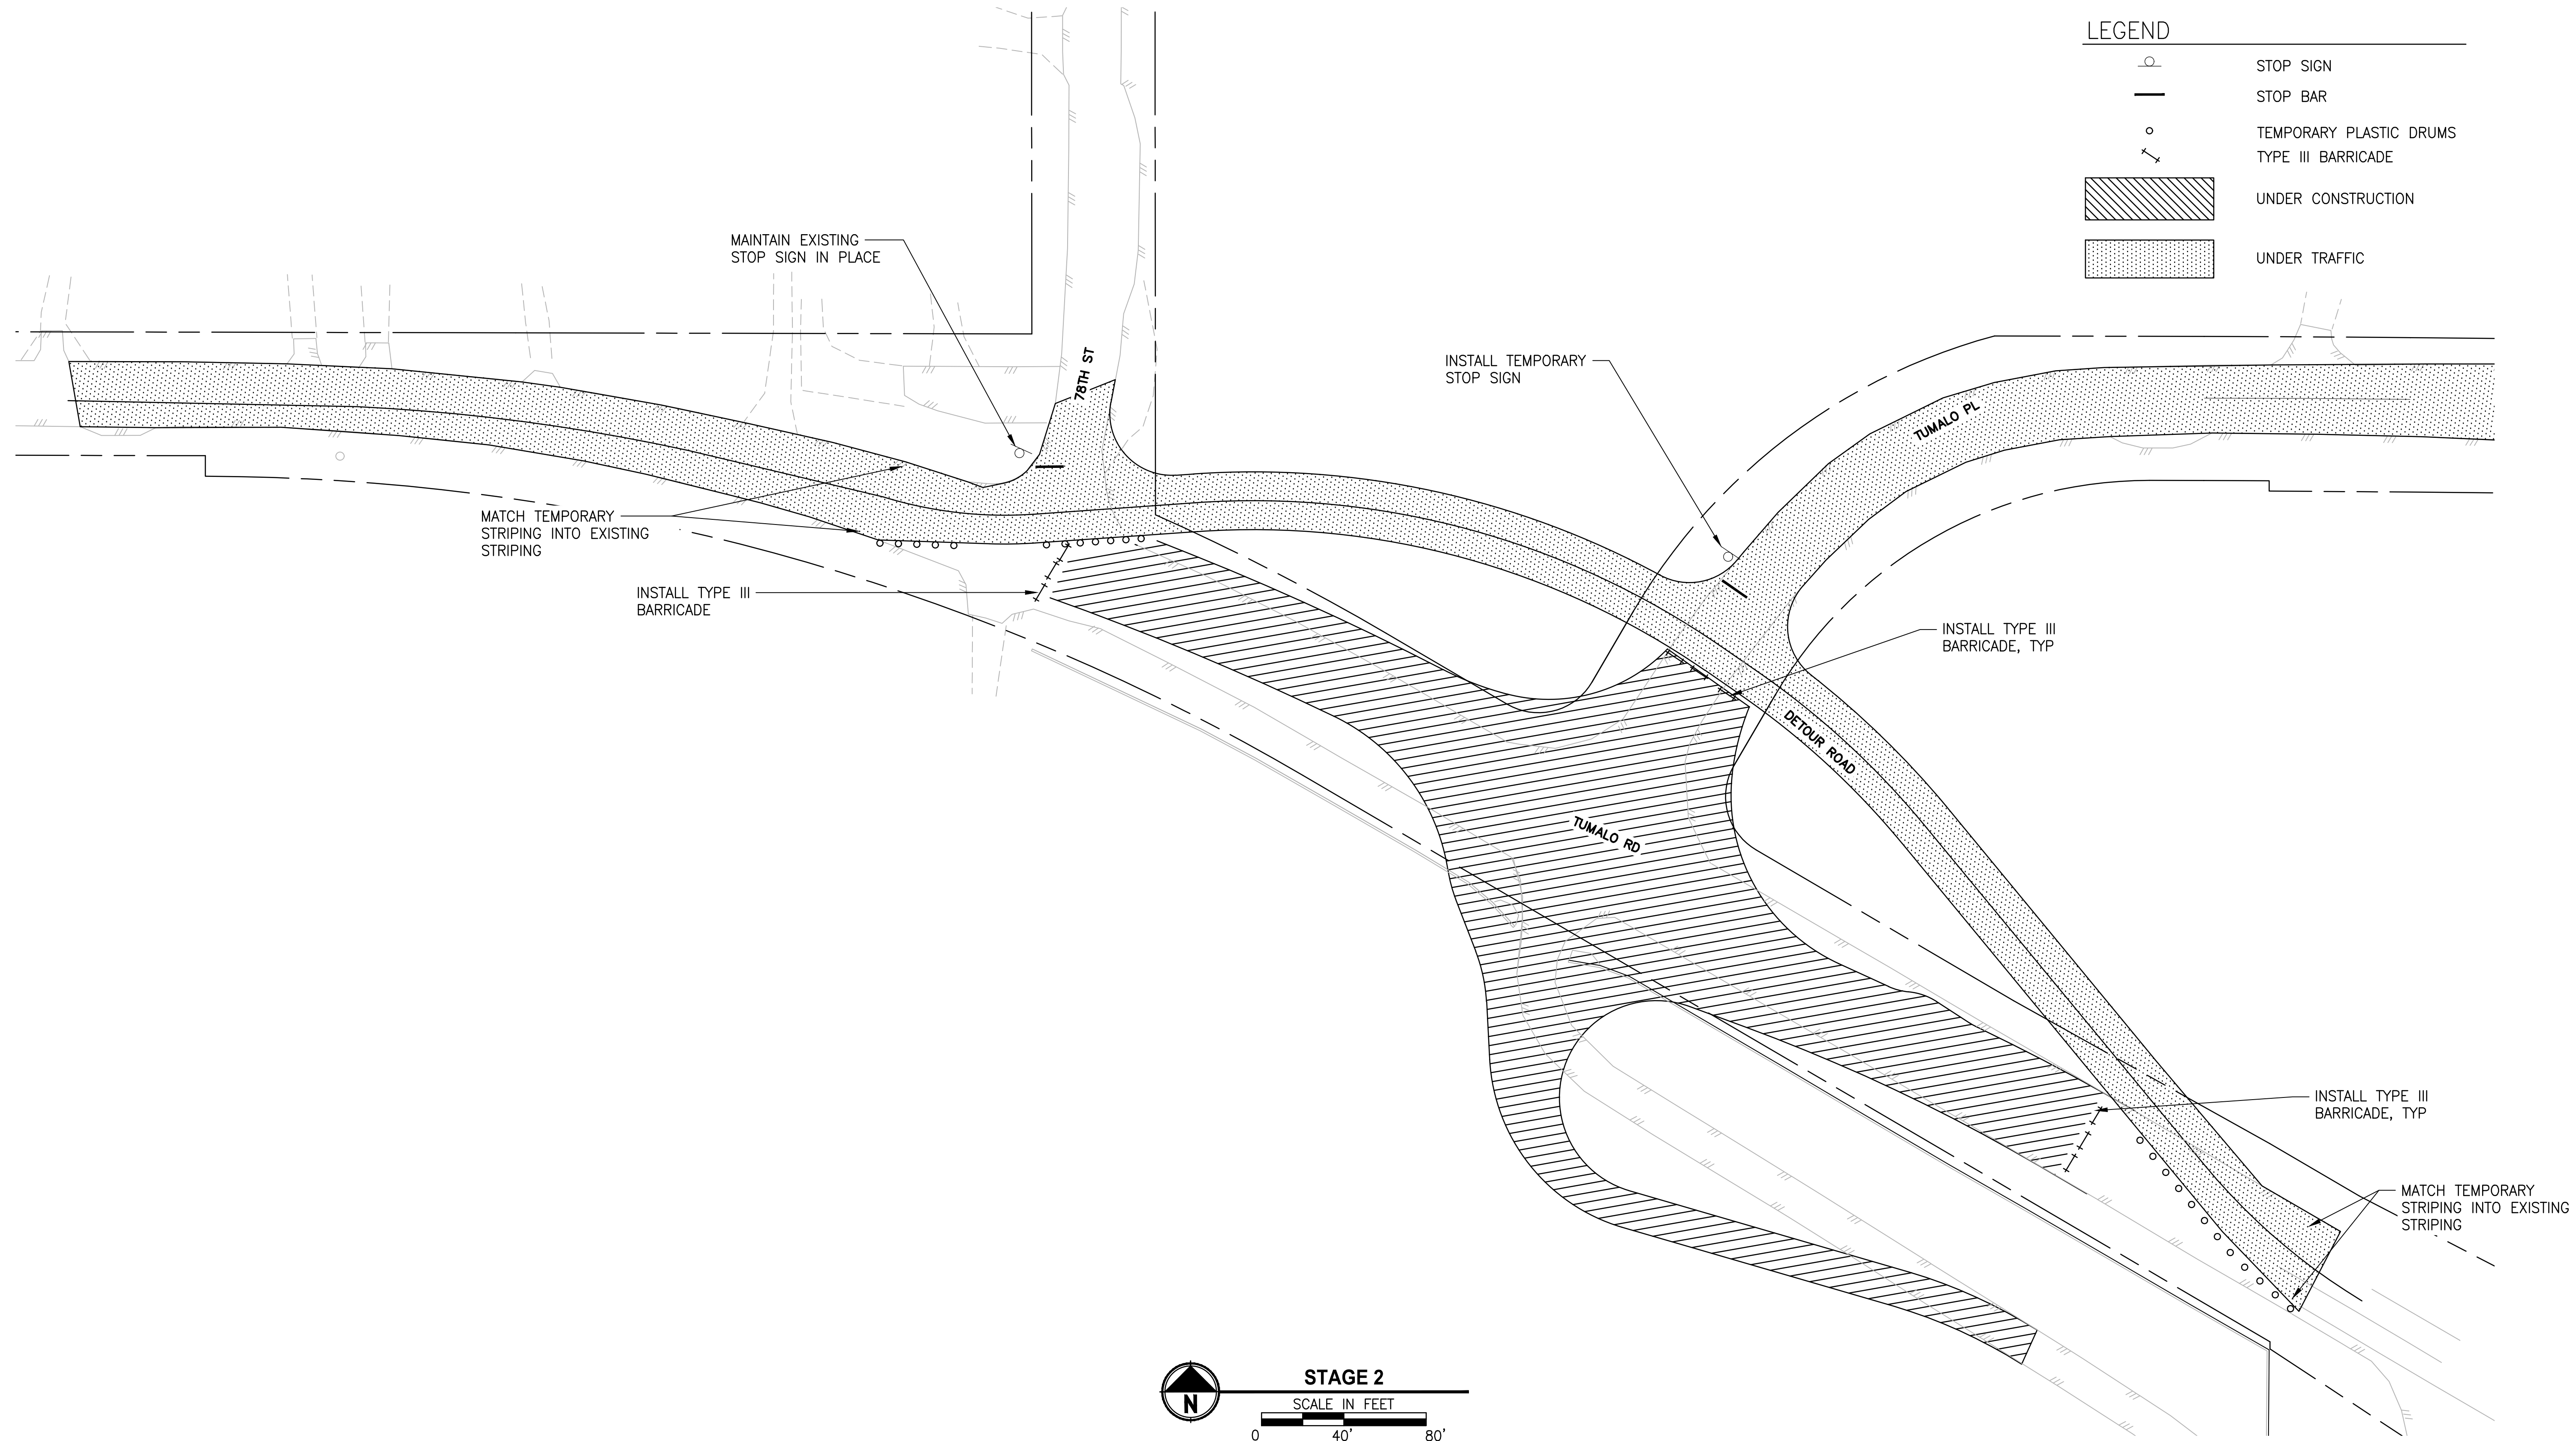 LEGEND
STOP SIGN
STOP BAR
TEMPORARY PLASTIC DRUMS
TYPE III BARRICADE
UNDER CONSTRUCTION
UNDER TRAFFIC
MAINTAIN EXISTING
STOP SIGN IN PLACE
78TH ST
INSTALL TEMPORARY
STOP SIGN
TUMALO PL
MATCH TEMPORARY
STRIPING INTO EXISTING
STRIPING
INSTALL TYPE III
BARRICADE
INSTALL TYPE III
BARRICADE, TYP
DETOUR ROAD
TUMALO RD
INSTALL TYPE III
BARRICADE, TYP
MATCH TEMPORARY
STRIPING INTO EXISTING
STRIPING
N
STAGE 2
SCALE IN FEET
0 40' 80'